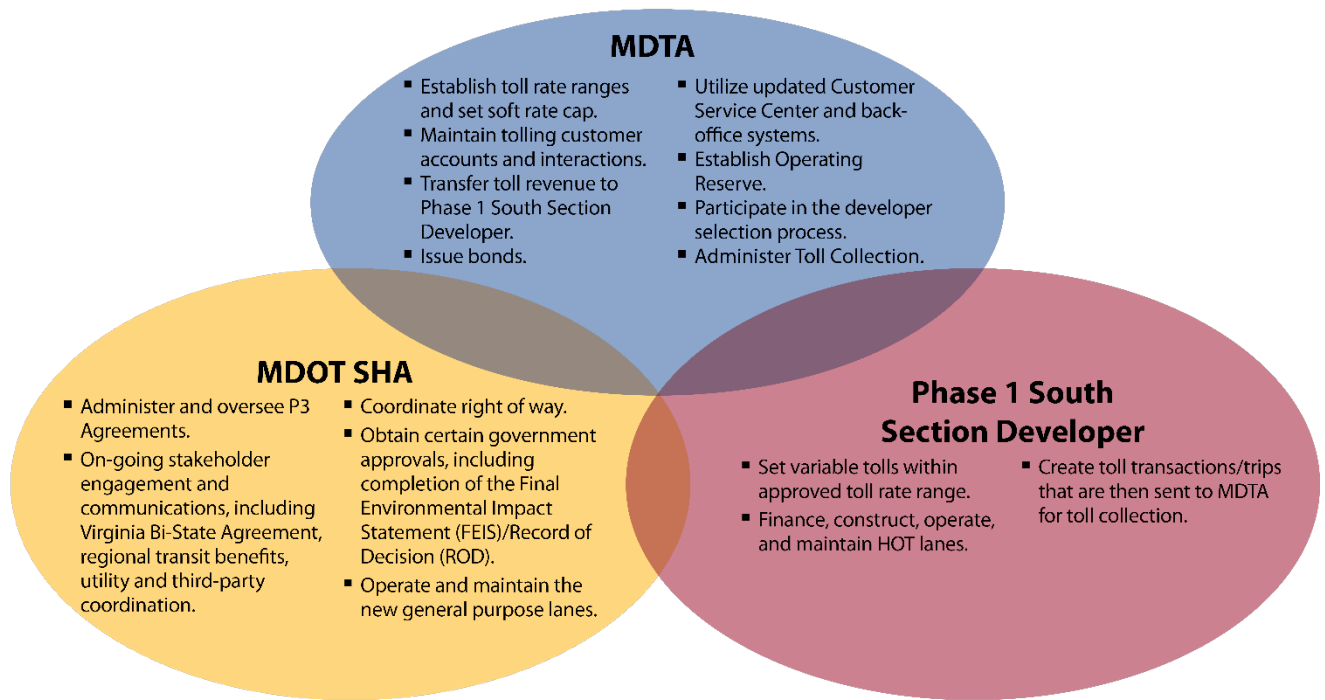 MDTA
▪ Establish toll rate ranges
and set soft rate cap.
▪ Maintain tolling customer
accounts and interactions.
▪ Transfer toll revenue to
Phase 1 South Section
Developer.
▪ Issue bonds.
▪ Utilize updated Customer
Service Center and back-
office systems.
▪ Establish Operating
Reserve.
▪ Participate in the developer
selection process.
▪ Administer Toll Collection.
MDOT SHA
▪ Administer and oversee P3
Agreements.
▪ On-going stakeholder
engagement and
communications, including
Virginia Bi-State Agreement,
regional transit benefits,
utility and third-party
coordination.
▪ Coordinate right of way.
▪ Obtain certain government
approvals, including
completion of the Final
Environmental Impact
Statement (FEIS)/Record of
Decision (ROD).
▪ Operate and maintain the
new general purpose lanes.
Phase 1 South
Section Developer
▪ Set variable tolls within
approved toll rate range.
▪ Finance, construct, operate,
and maintain HOT lanes.
▪ Create toll transactions/trips
that are then sent to MDTA
for toll collection.